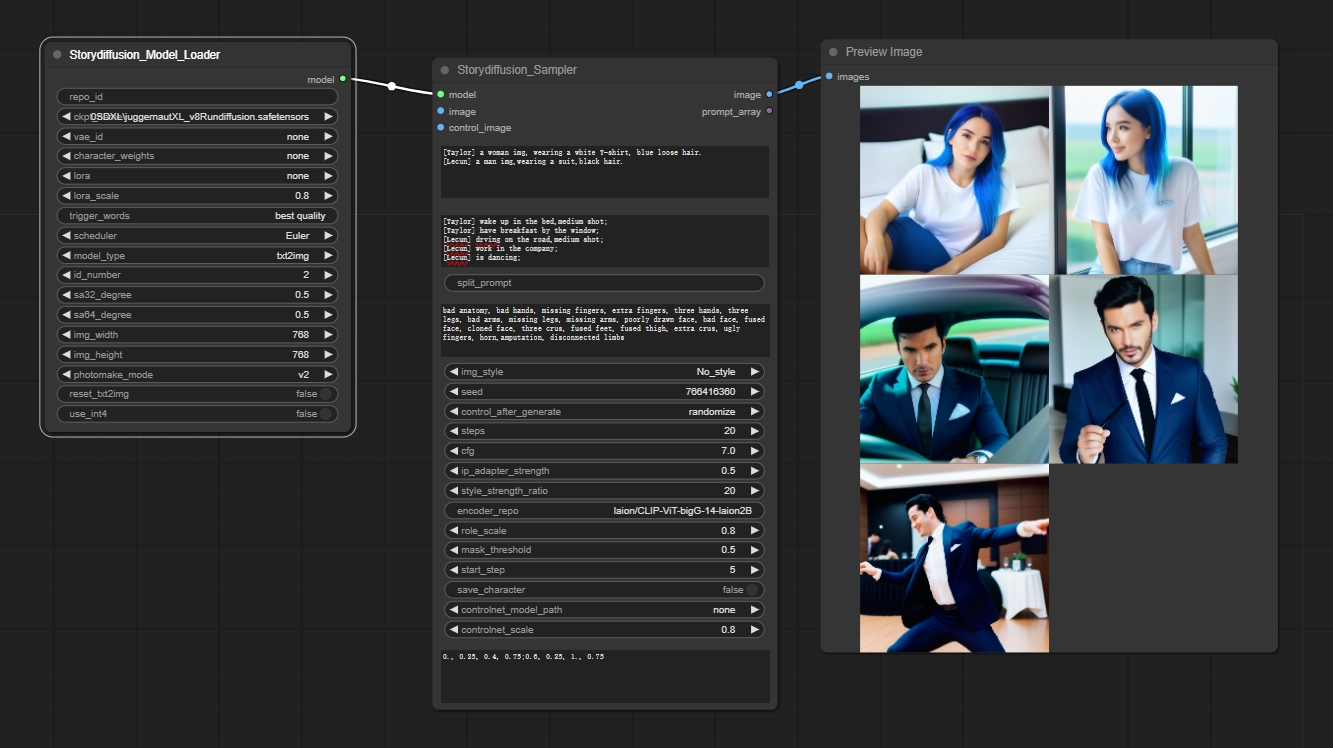 Storydiffusion_Model_Loader
model
repo_id
0SDXL\juggernautXL_v8Rundiffusion.safetensors
vae_id none
character_weights none
lora none
lora_scale 0.8
trigger_words best quality
scheduler Euler
model_type txt2img
id_number 2
sa32_degree 0.5
sa64_degree 0.5
img_width 768
img_height 768
photomake_mode v2
reset_txt2img false
use_int4 false
Storydiffusion_Sampler
model image
image prompt_array
control_image
[Taylor] a woman img, wearing a white T-shirt, blue loose hair.
[Lecun] a man img,wearing a suit,black hair.
[Taylor] wake up in the bed,medium shot;
[Taylor] have breakfast by the window;
[Lecun] drving on the road,medium shot;
[Lecun] work in the company;
[Lecun] is dancing;
split_prompt
bad anatomy, bad hands, missing fingers, extra fingers, three hands, three
legs, bad arms, missing legs, missing arms, poorly drawn face, bad face, fused
face, cloned face, three crus, fused feet, fused thigh, extra crus, ugly
fingers, horn,amputation, disconnected limbs
img_style No_style
seed 766416360
control_after_generate randomize
steps 20
cfg 7.0
ip_adapter_strength 0.5
style_strength_ratio 20
encoder_repo laion/CLIP-ViT-bigG-14-laion2B
role_scale 0.8
mask_threshold 0.5
start_step 5
save_character false
controlnet_model_path none
controlnet_scale 0.8
0., 0.25, 0.4, 0.75;0.6, 0.25, 1., 0.75
Preview Image
images